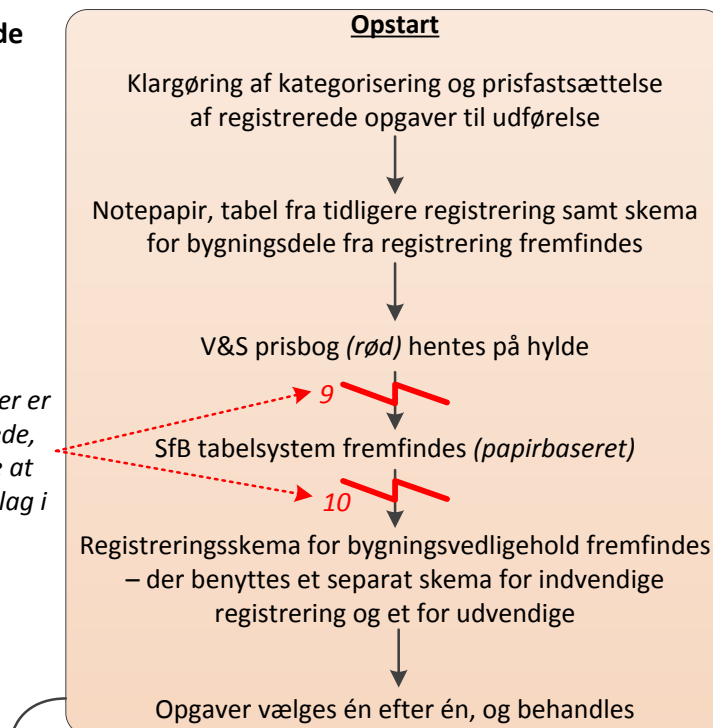 de
Opstart
Klargøring af kategorisering og prisfastsættelse
af registrerede opgaver til udførelse
Notepapir, tabel fra tidligere registrering samt skema
for bygningsdele fra registrering fremfindes
V&S prisbog (rød) hentes på hylde
9
er er
ede,
e at
lag i
SfB tabelsystem fremfindes (papirbaseret)
10
Registreringsskema for bygningsvedligehold fremfindes
– der benyttes et separat skema for indvendige
registrering og et for udvendige
Opgaver vælges én efter én, og behandles